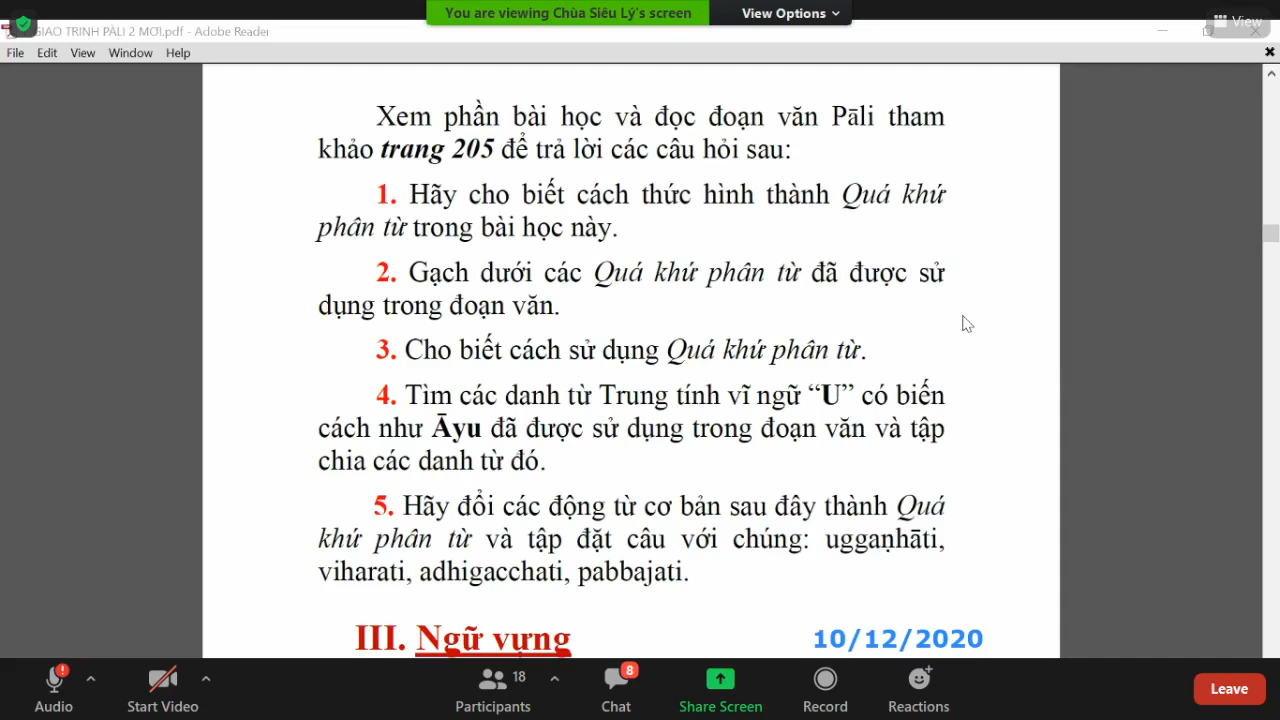 You are viewing Chùa Siêu Lý's screen
View Options
View
GIAO TRINH PÀLI 2 MƠI.pdf - Adobe Reader
File Edit View Window Help
Xem phần bài học và đọc đoạn văn Pāli tham
khảo trang 205 để trả lời các câu hỏi sau:
1. Hãy cho biết cách thức hình thành Quá khứ
phân từ trong bài học này.
2. Gạch dưới các Quá khứ phân từ đã được sử
dụng trong đoạn văn.
3. Cho biết cách sử dụng Quá khứ phân từ.
4. Tìm các danh từ Trung tính vĩ ngữ “U” có biến
cách như Āyu đã được sử dụng trong đoạn văn và tập
chia các danh từ đó.
5. Hãy đổi các động từ cơ bản sau đây thành Quá
khứ phân từ và tập đặt câu với chúng: uggaṇhāti,
viharati, adhigacchati, pabbajati.
III. Ngữ vựng
10/12/2020
18
8
Audio Start Video Participants Chat Share Screen Record Reactions Leave